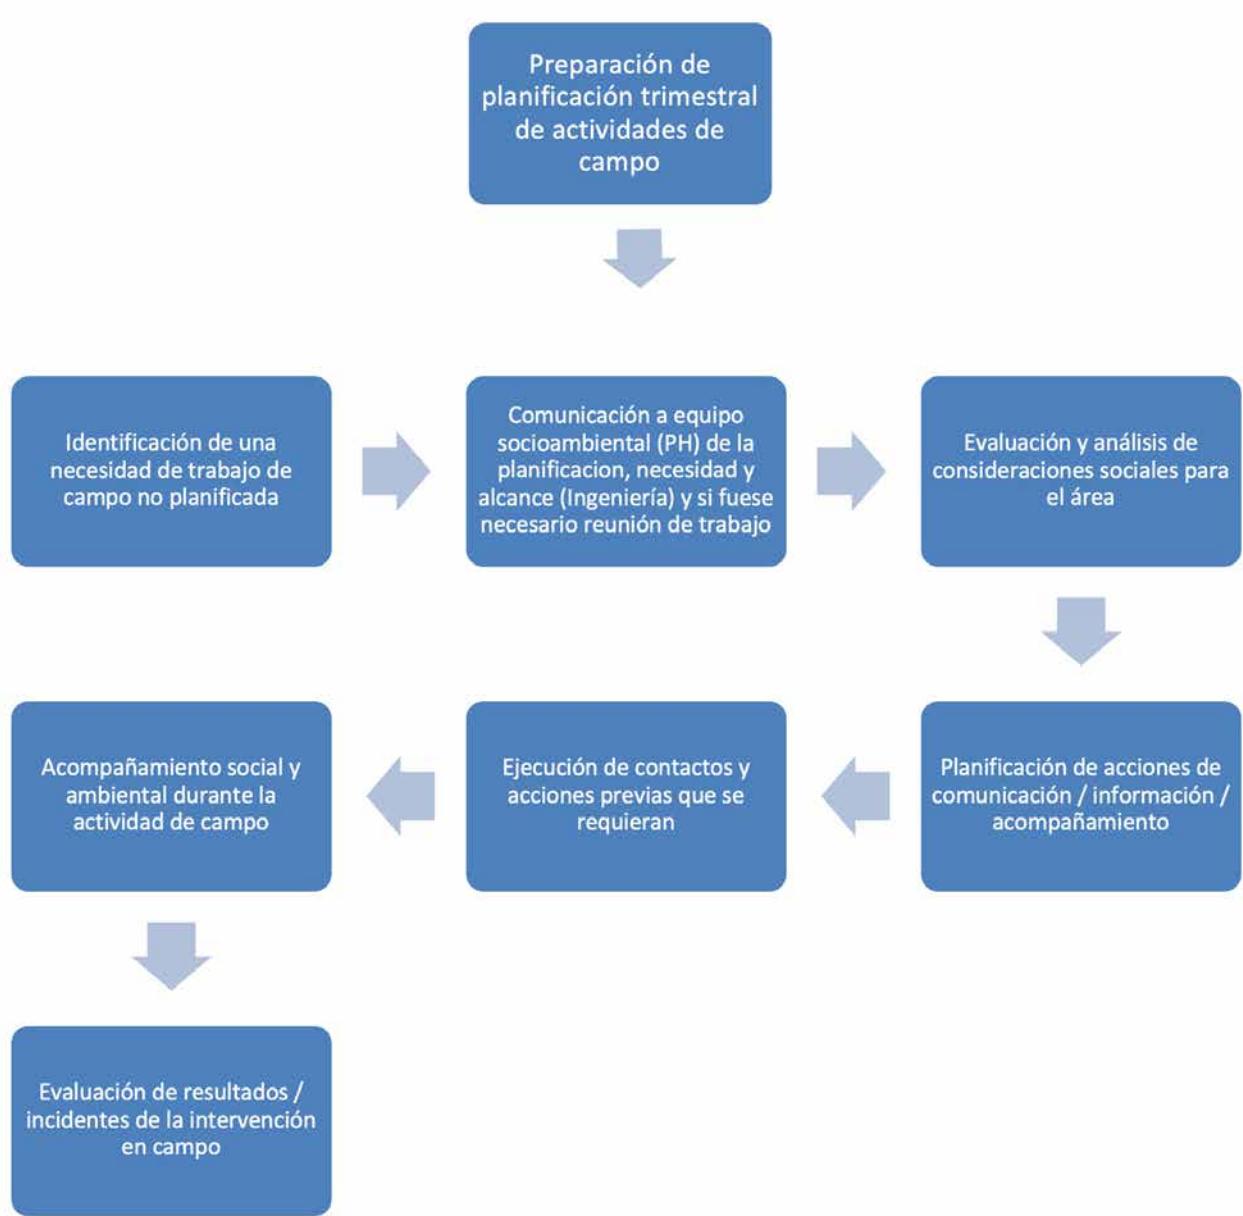 Preparación de
planificación trimestral
de actividades de
campo
Identificación de una
necesidad de trabajo de
campo no planificada
Comunicación a equipo
socioambiental (PH) de la
planificacion, necesidad y
alcance (Ingeniería) y si fuese
necesario reunión de trabajo
Evaluación y análisis de
consideraciones sociales para
el área
Planificación de acciones de
comunicación / información /
acompañamiento
Ejecución de contactos y
acciones previas que se
requieran
Acompañamiento social y
ambiental durante la
actividad de campo
Evaluación de resultados /
incidentes de la intervención
en campo